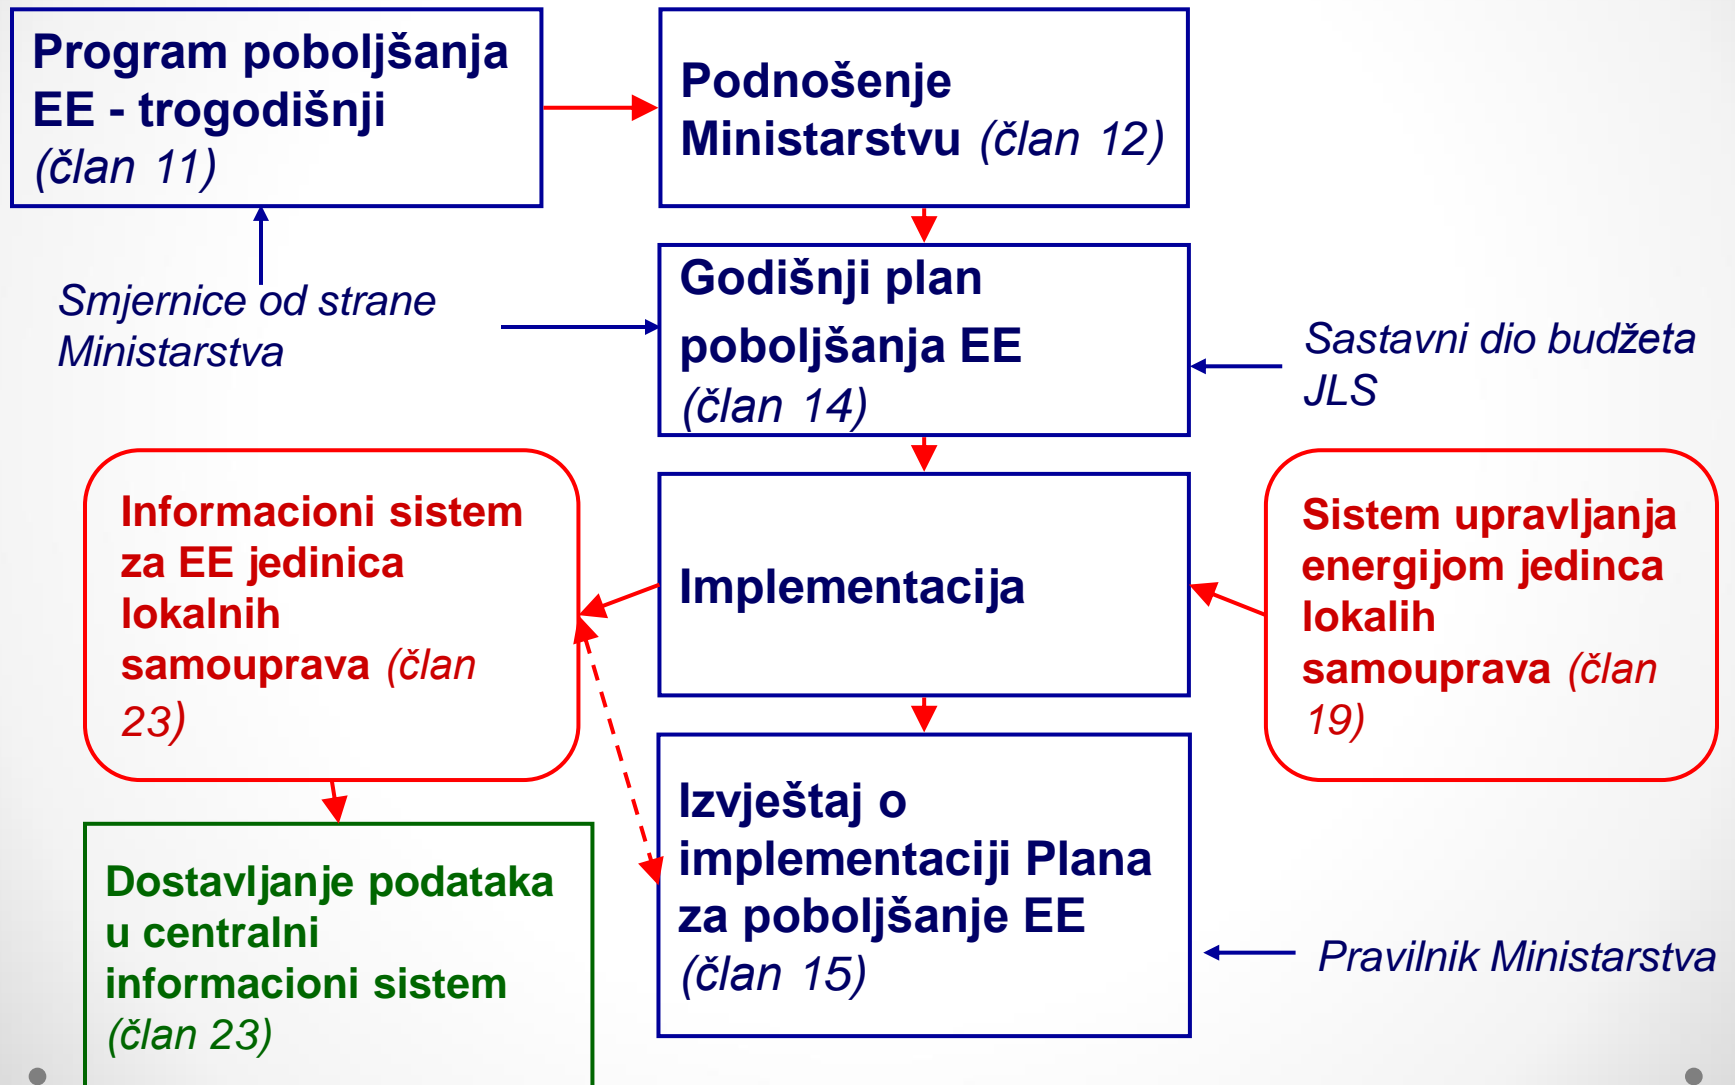 Program poboljšanja
EE - trogodišnji
(član 11)
Podnošenje
Ministarstvu (član 12)
Smjernice od strane
Ministarstva
Godišnji plan
poboljšanja EE
(član 14)
Sastavni dio budžeta
JLS
Informacioni sistem
za EE jedinica
lokalnih
samouprava (član
23)
Implementacija
Sistem upravljanja
energijom jedinca
lokalih
samouprava (član
19)
Dostavljanje podataka
u centralni
informacioni sistem
(član 23)
Izvještaj o
implementaciji Plana
za poboljšanje EE
(član 15)
Pravilnik Ministarstva